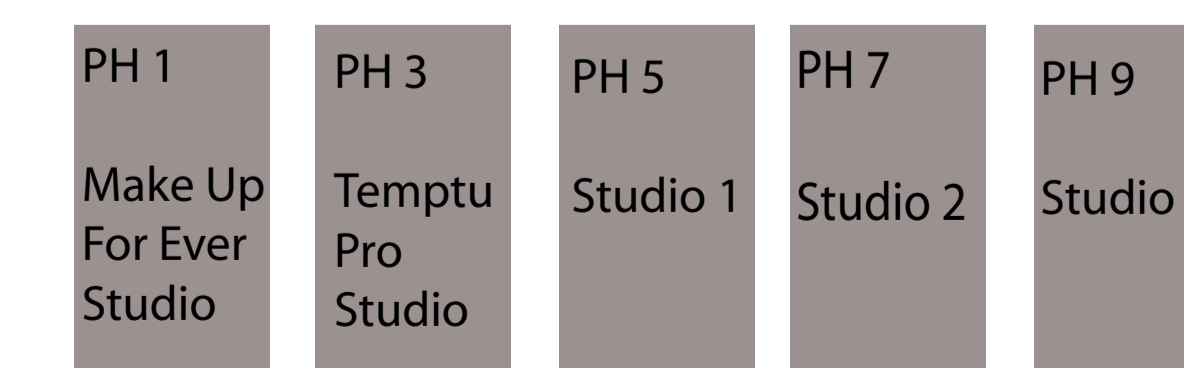 PH 1
Make Up
For Ever
Studio
PH 3
Temptu
Pro
Studio
PH 5
Studio 1
PH 7
Studio 2
PH 9
Studio